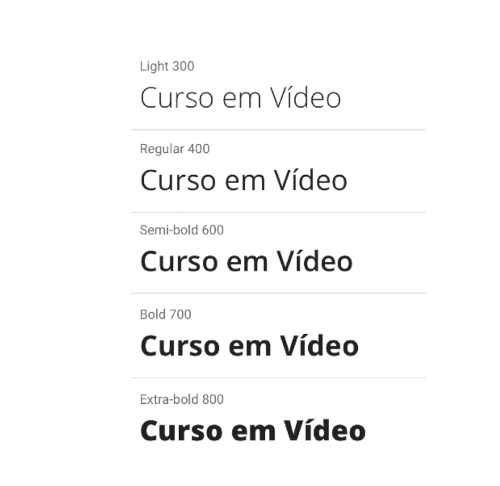 Light 300
Curso em Vídeo
Regular 400
Curso em Vídeo
Semi-bold 600
Curso em Vídeo
Bold 700
Curso em Vídeo
Extra-bold 800
Curso em Vídeo